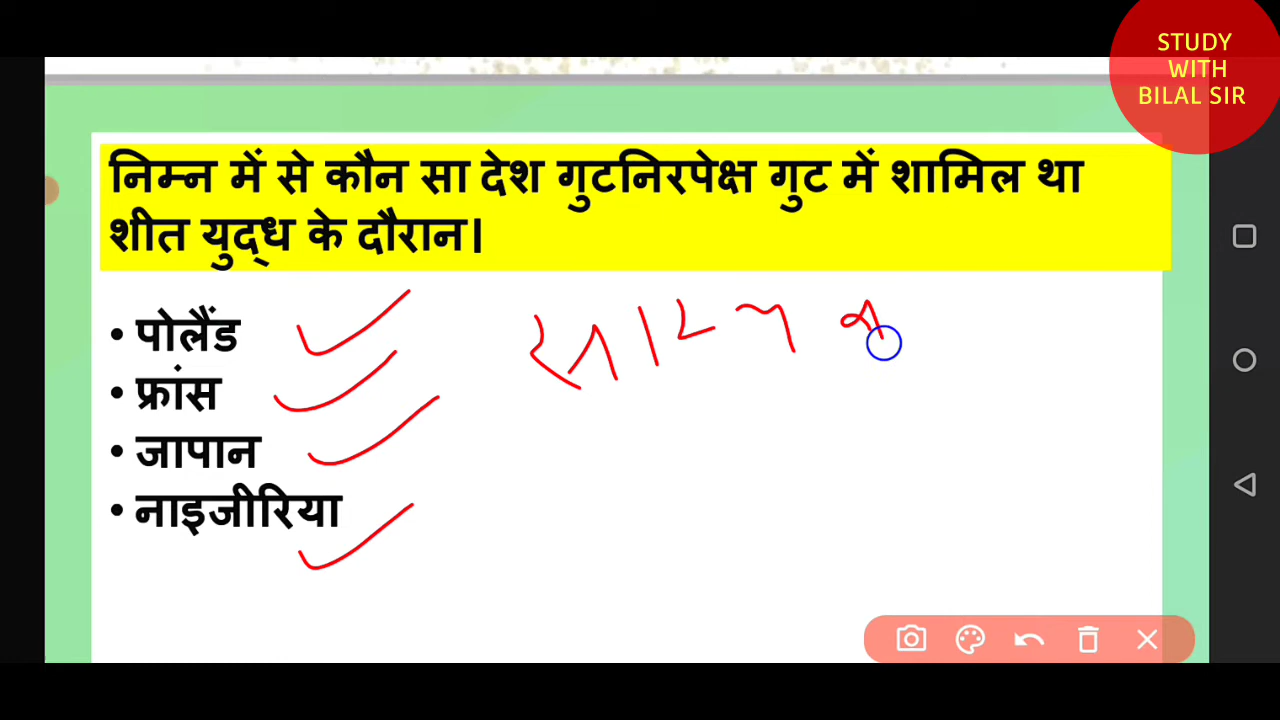 STUDY
WITH
BILAL SIR
निम्न में से कौन सा देश गुटनिरपेक्ष गुट में शामिल था
शीत युद्ध के दौरान।
• पोलैंड
• फ्रांस
• जापान
• नाइजीरिया